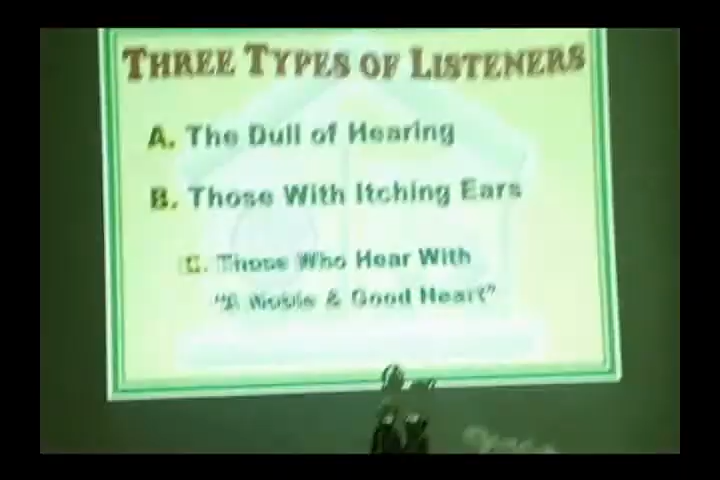 THREE TYPES OF LISTENERS
A. The Dull of Hearing
B. Those With Itching Ears
C. Those Who Hear With
"A Noble & Good Heart"